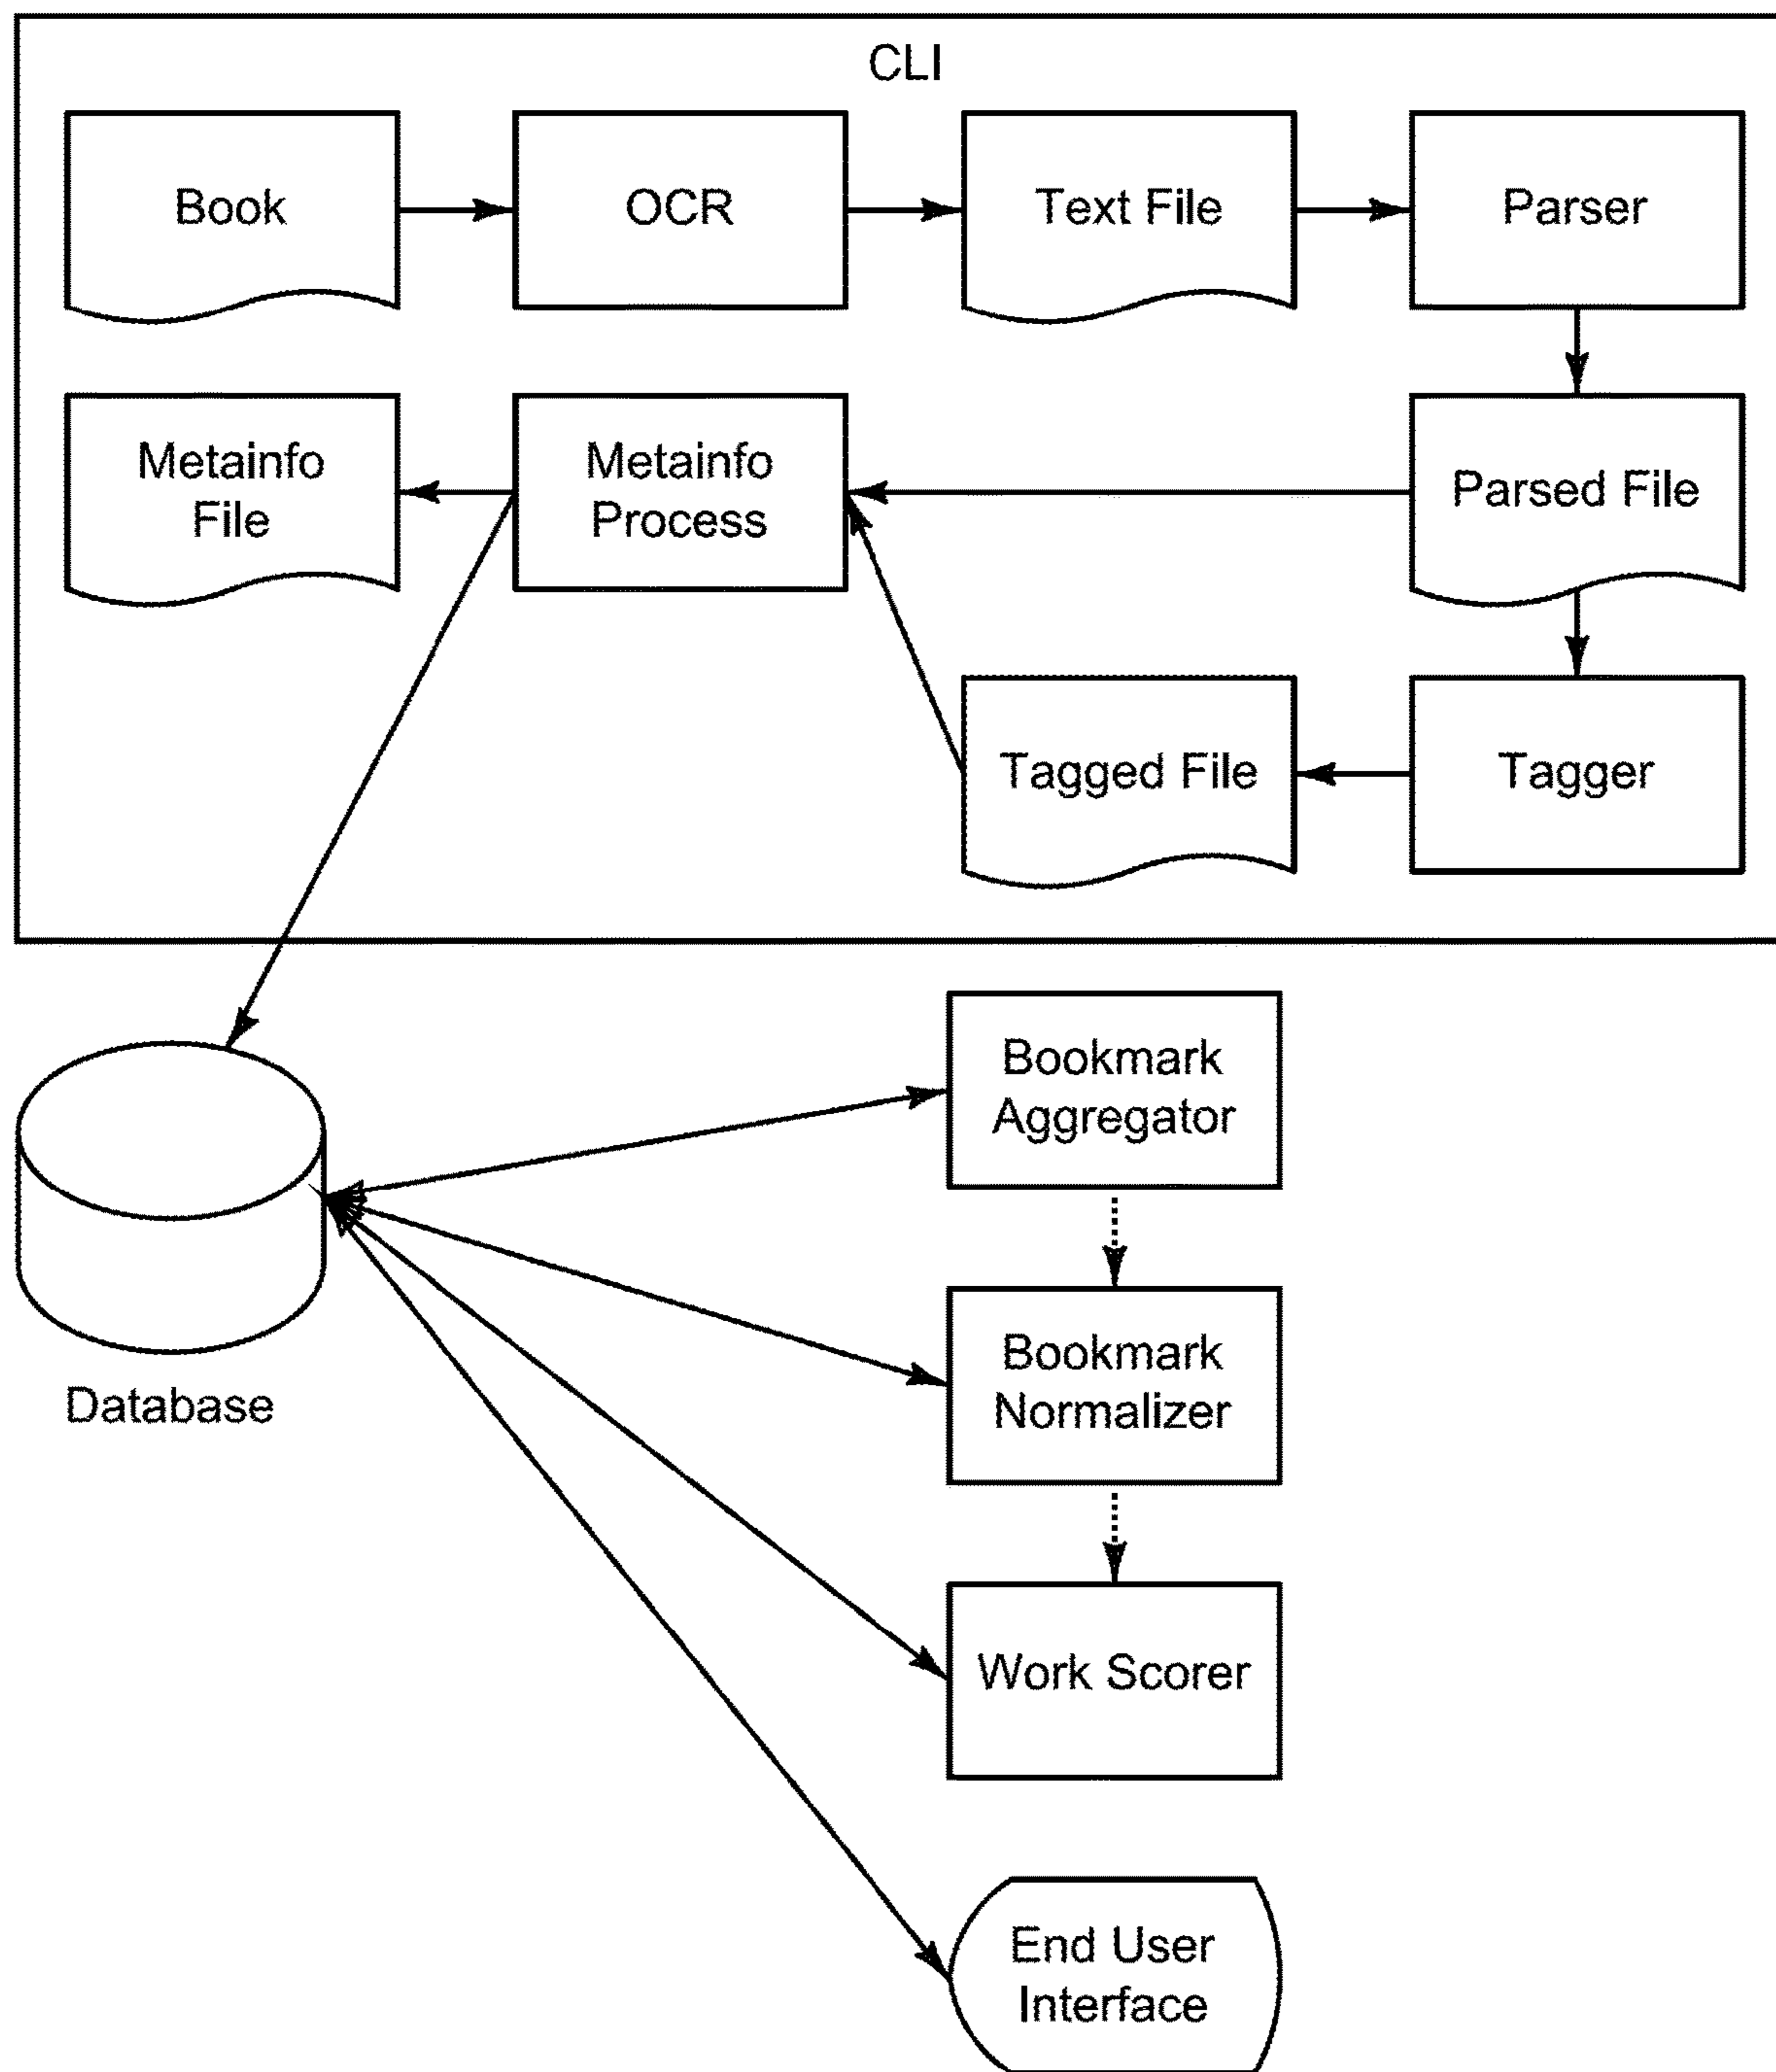 CLI
Book
OCR
Text File
Parser
Metainfo
File
Metainfo
Process
Parsed File
Tagged File
Tagger
Database
Bookmark
Aggregator
Bookmark
Normalizer
Work Scorer
End User
Interface